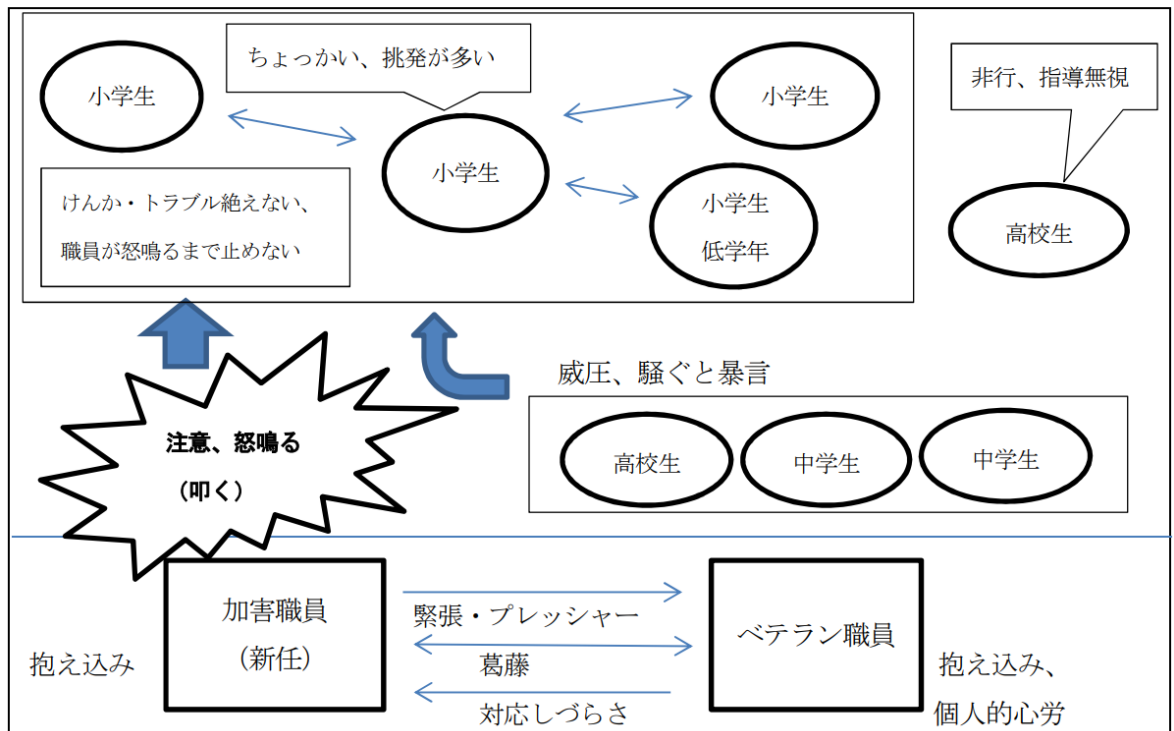 ちょっかい、挑発が多い
小学生
小学生
小学生
小学生
低学年
非行、指導無視
高校生
けんか・トラブル絶えない、
職員が怒鳴るまで止めない
威圧、騒ぐと暴言
高校生
中学生
中学生
注意、怒鳴る
（叩く）
加害職員
（新任）
抱え込み
緊張・プレッシャー
葛藤
対応しづらさ
ベテラン職員
抱え込み、
個人的心労